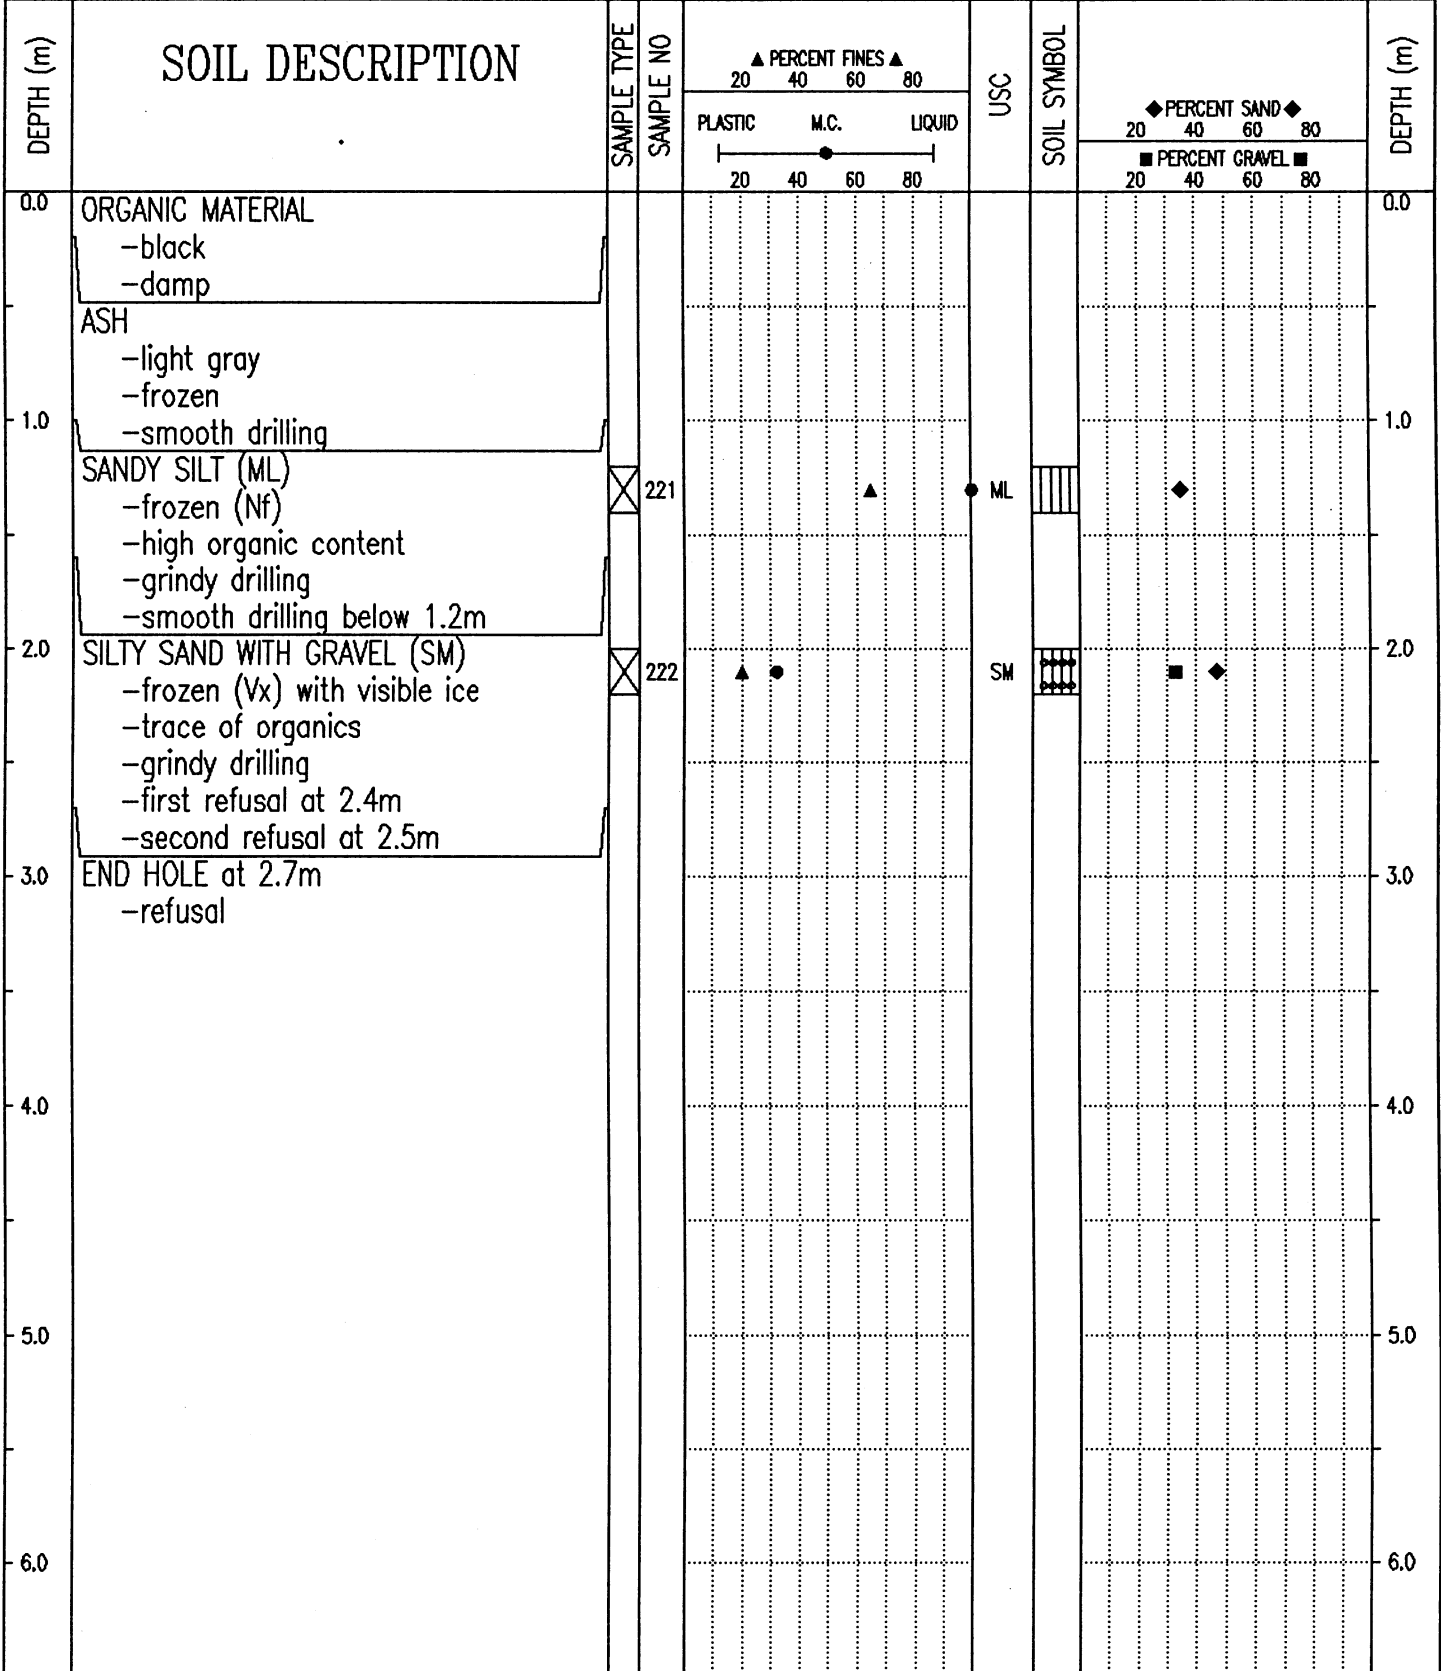 DEPTH (m)
SOIL DESCRIPTION
SAMPLE TYPE
SAMPLE NO
▲ PERCENT FINES ▲
20 40 60 80
PLASTIC M.C. LIQUID
20 40 60 80
USC
SOIL SYMBOL
◆ PERCENT SAND ◆
20 40 60 80
■ PERCENT GRAVEL ■
20 40 60 80
DEPTH (m)
0.0 0.0
ORGANIC MATERIAL
-black
-damp
ASH
-light gray
-frozen
1.0 1.0
-smooth drilling
SANDY SILT (ML)
221 ML
-frozen (Nf)
-high organic content
-grindy drilling
-smooth drilling below 1.2m
2.0 2.0
SILTY SAND WITH GRAVEL (SM)
222 SM
-frozen (Vx) with visible ice
-trace of organics
-grindy drilling
-first refusal at 2.4m
-second refusal at 2.5m
3.0 END HOLE at 2.7m 3.0
-refusal
4.0 4.0
5.0 5.0
6.0 6.0